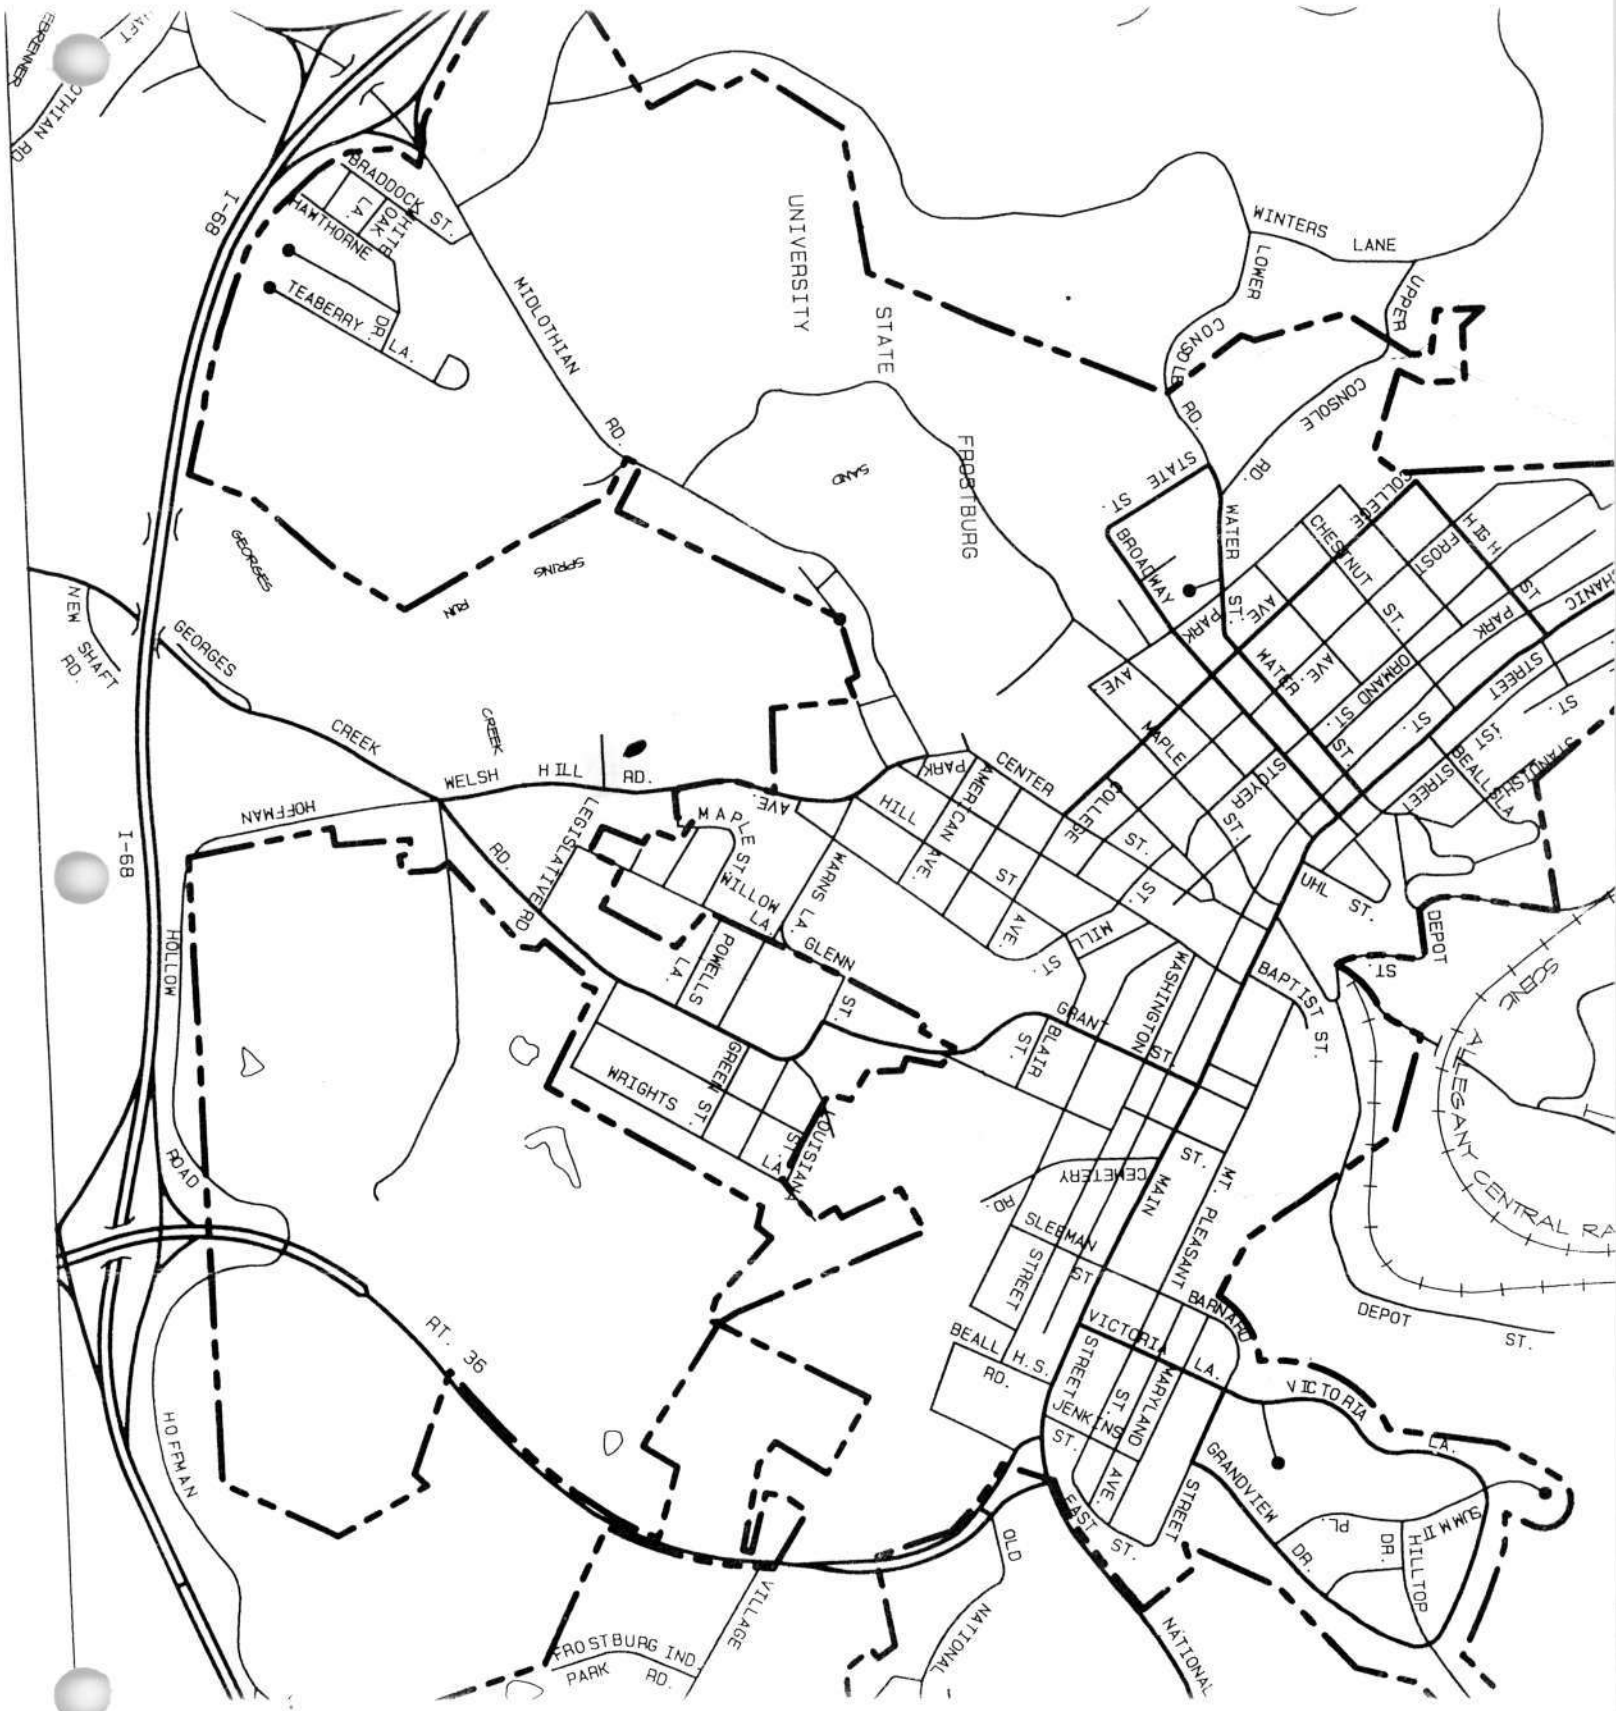 BRADDOCK ST.
OAK
LA.
HAWTHORNE
TEABERRY
DR.
LA.
I-68
MIDLOTHIAN
RD.
UNIVERSITY
STATE
FROSTBURG
SAND
SPRING
RUN
GEORGES
CREEK
WINTERS LANE
LOWER
CONSOLE
RD.
UPPER
CONSOLE
RD.
STATE
ST.
BROADWAY
WATER
ST.
WATER
ST.
COLLEGE
AVE
CHESTNUT
ST.
FROST
AVE.
HIGH
ST
PARK
STREET
PARK
AVE.
ORMAND
ST.
MAPLE
ST.
STOYER
ST.
1ST
ST.
BEALLS
LA
STANDISH
STREET
NEW SHAFT
RD.
GEORGES
CREEK
RD.
WELSH HILL RD.
HOFFMAN
HOLLOW
ROAD
I-68
LEGISLATIVE
RD
MAPLE ST.
WILLOW
LA.
WARNS LA.
PARK
AVE.
HILL
ST
AMERICAN AVE.
CENTER
ST.
COLLEGE
AVE.
MILL
ST.
UHL ST.
DEPOT
ST.
SCENIC
ALLEGANY CENTRAL RA
POWELLS
LA.
GLENN
ST.
GREEN ST.
WRIGHTS
LA.
LOUISIANA
ST.
GRANT
ST.
BLAIR
ST.
WASHINGTON
ST.
BAPTIST ST.
CEMETERY
RD.
MAIN
STREET
MT. PLEASANT
ST.
SLEEMAN
ST
STREET
BARNARD
VICTORIA LA.
BEALL H.S.
RD.
JENKINS
ST.
MARYLAND
AVE.
EAST
ST.
STREET
VICTORIA
LA.
GRANDVIEW
DR.
SUMMIT
PL.
HILLTOP
DR.
DEPOT
ST.
RT. 36
HOFFMAN
OLD
NATIONAL
NATIONAL
VILLAGE
FROSTBURG IND.
PARK RD.